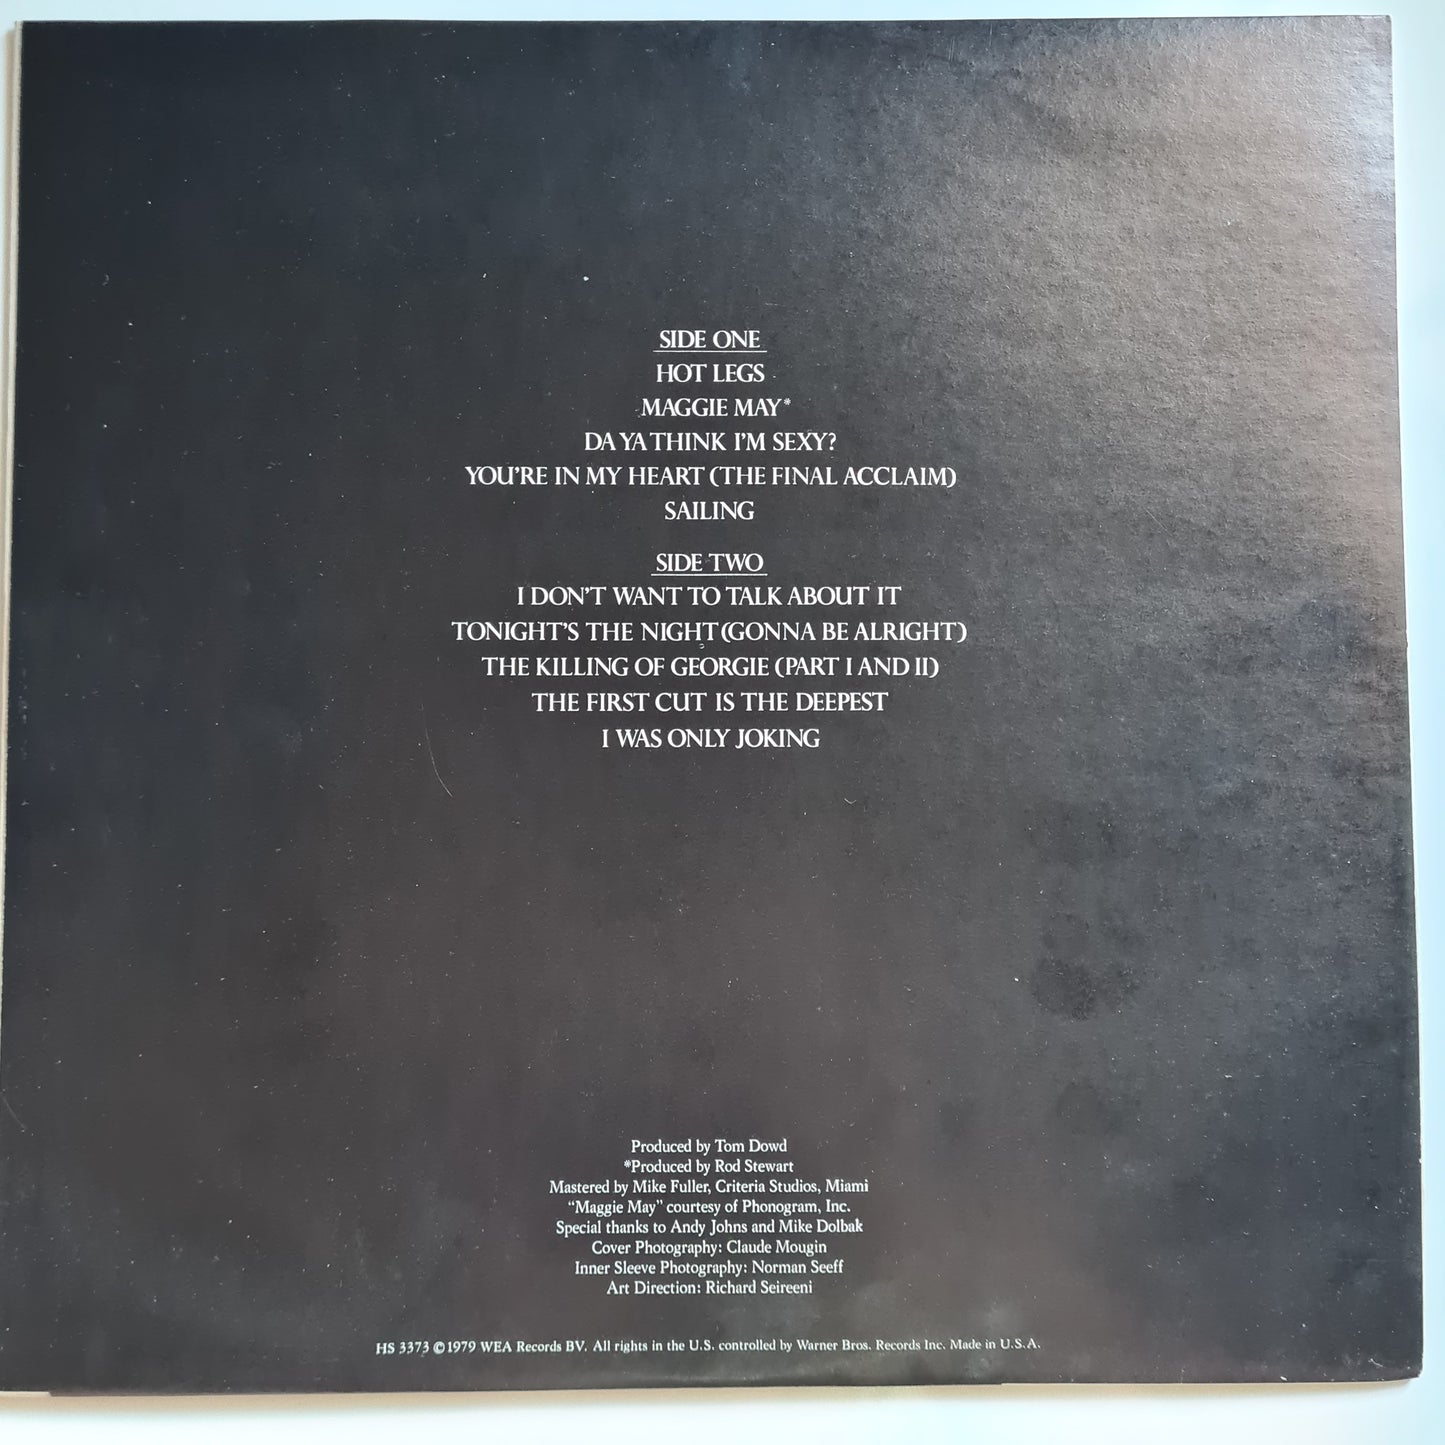 SIDE ONE
HOT LEGS
MAGGIE MAY*
DA YA THINK I'M SEXY?
YOU'RE IN MY HEART (THE FINAL ACCLAIM)
SAILING
SIDE TWO
I DON'T WANT TO TALK ABOUT IT
TONIGHT'S THE NIGHT (GONNA BE ALRIGHT)
THE KILLING OF GEORGIE (PART I AND II)
THE FIRST CUT IS THE DEEPEST
I WAS ONLY JOKING
Produced by Tom Dowd
*Produced by Rod Stewart
Mastered by Mike Fuller, Criteria Studios, Miami
“Maggie May” courtesy of Phonogram, Inc.
Special thanks to Andy Johns and Mike Dolbak
Cover Photography: Claude Mougin
Inner Sleeve Photography: Norman Seeff
Art Direction: Richard Seireeni
HS 3373 © 1979 WEA Records BV. All rights in the U.S. controlled by Warner Bros. Records Inc. Made in U.S.A.